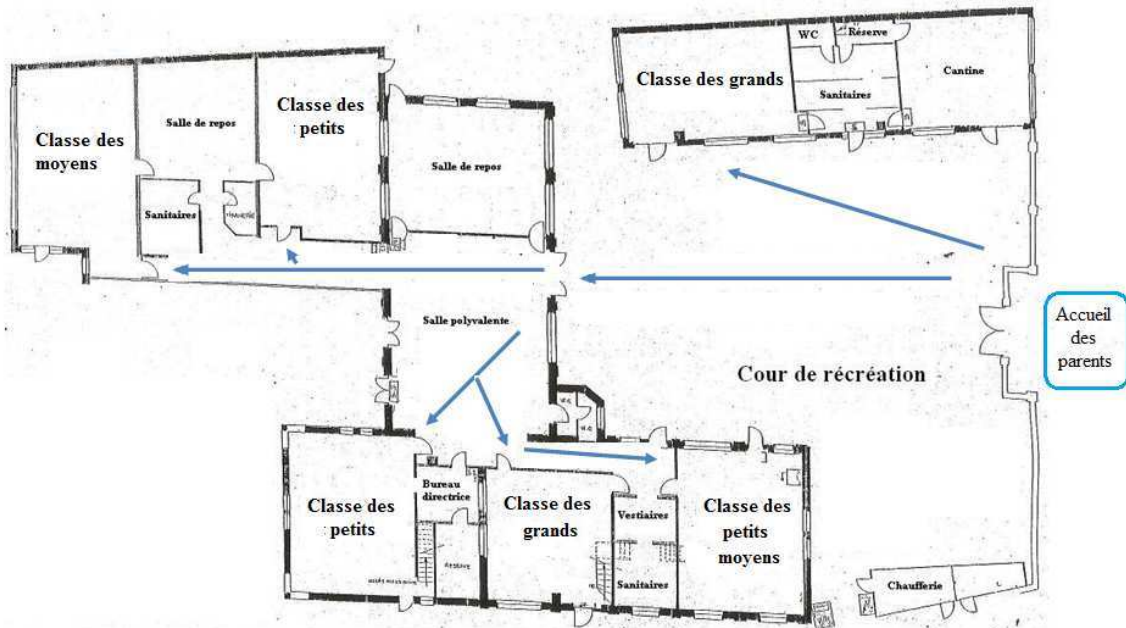 WC
Réserve
Classe des grands
Cantine
Sanitaires
Classe des
petits
Salle de repos
Classe des
moyens
Salle de repos
Sanitaires
Accueil
des
parents
Salle polyvalente
Cour de récréation
Bureau
directrice
Classe des
petits
Classe des
grands
Vestiaires
Classe des
petits
moyens
RESERVE
Sanitaires
Chaufferie